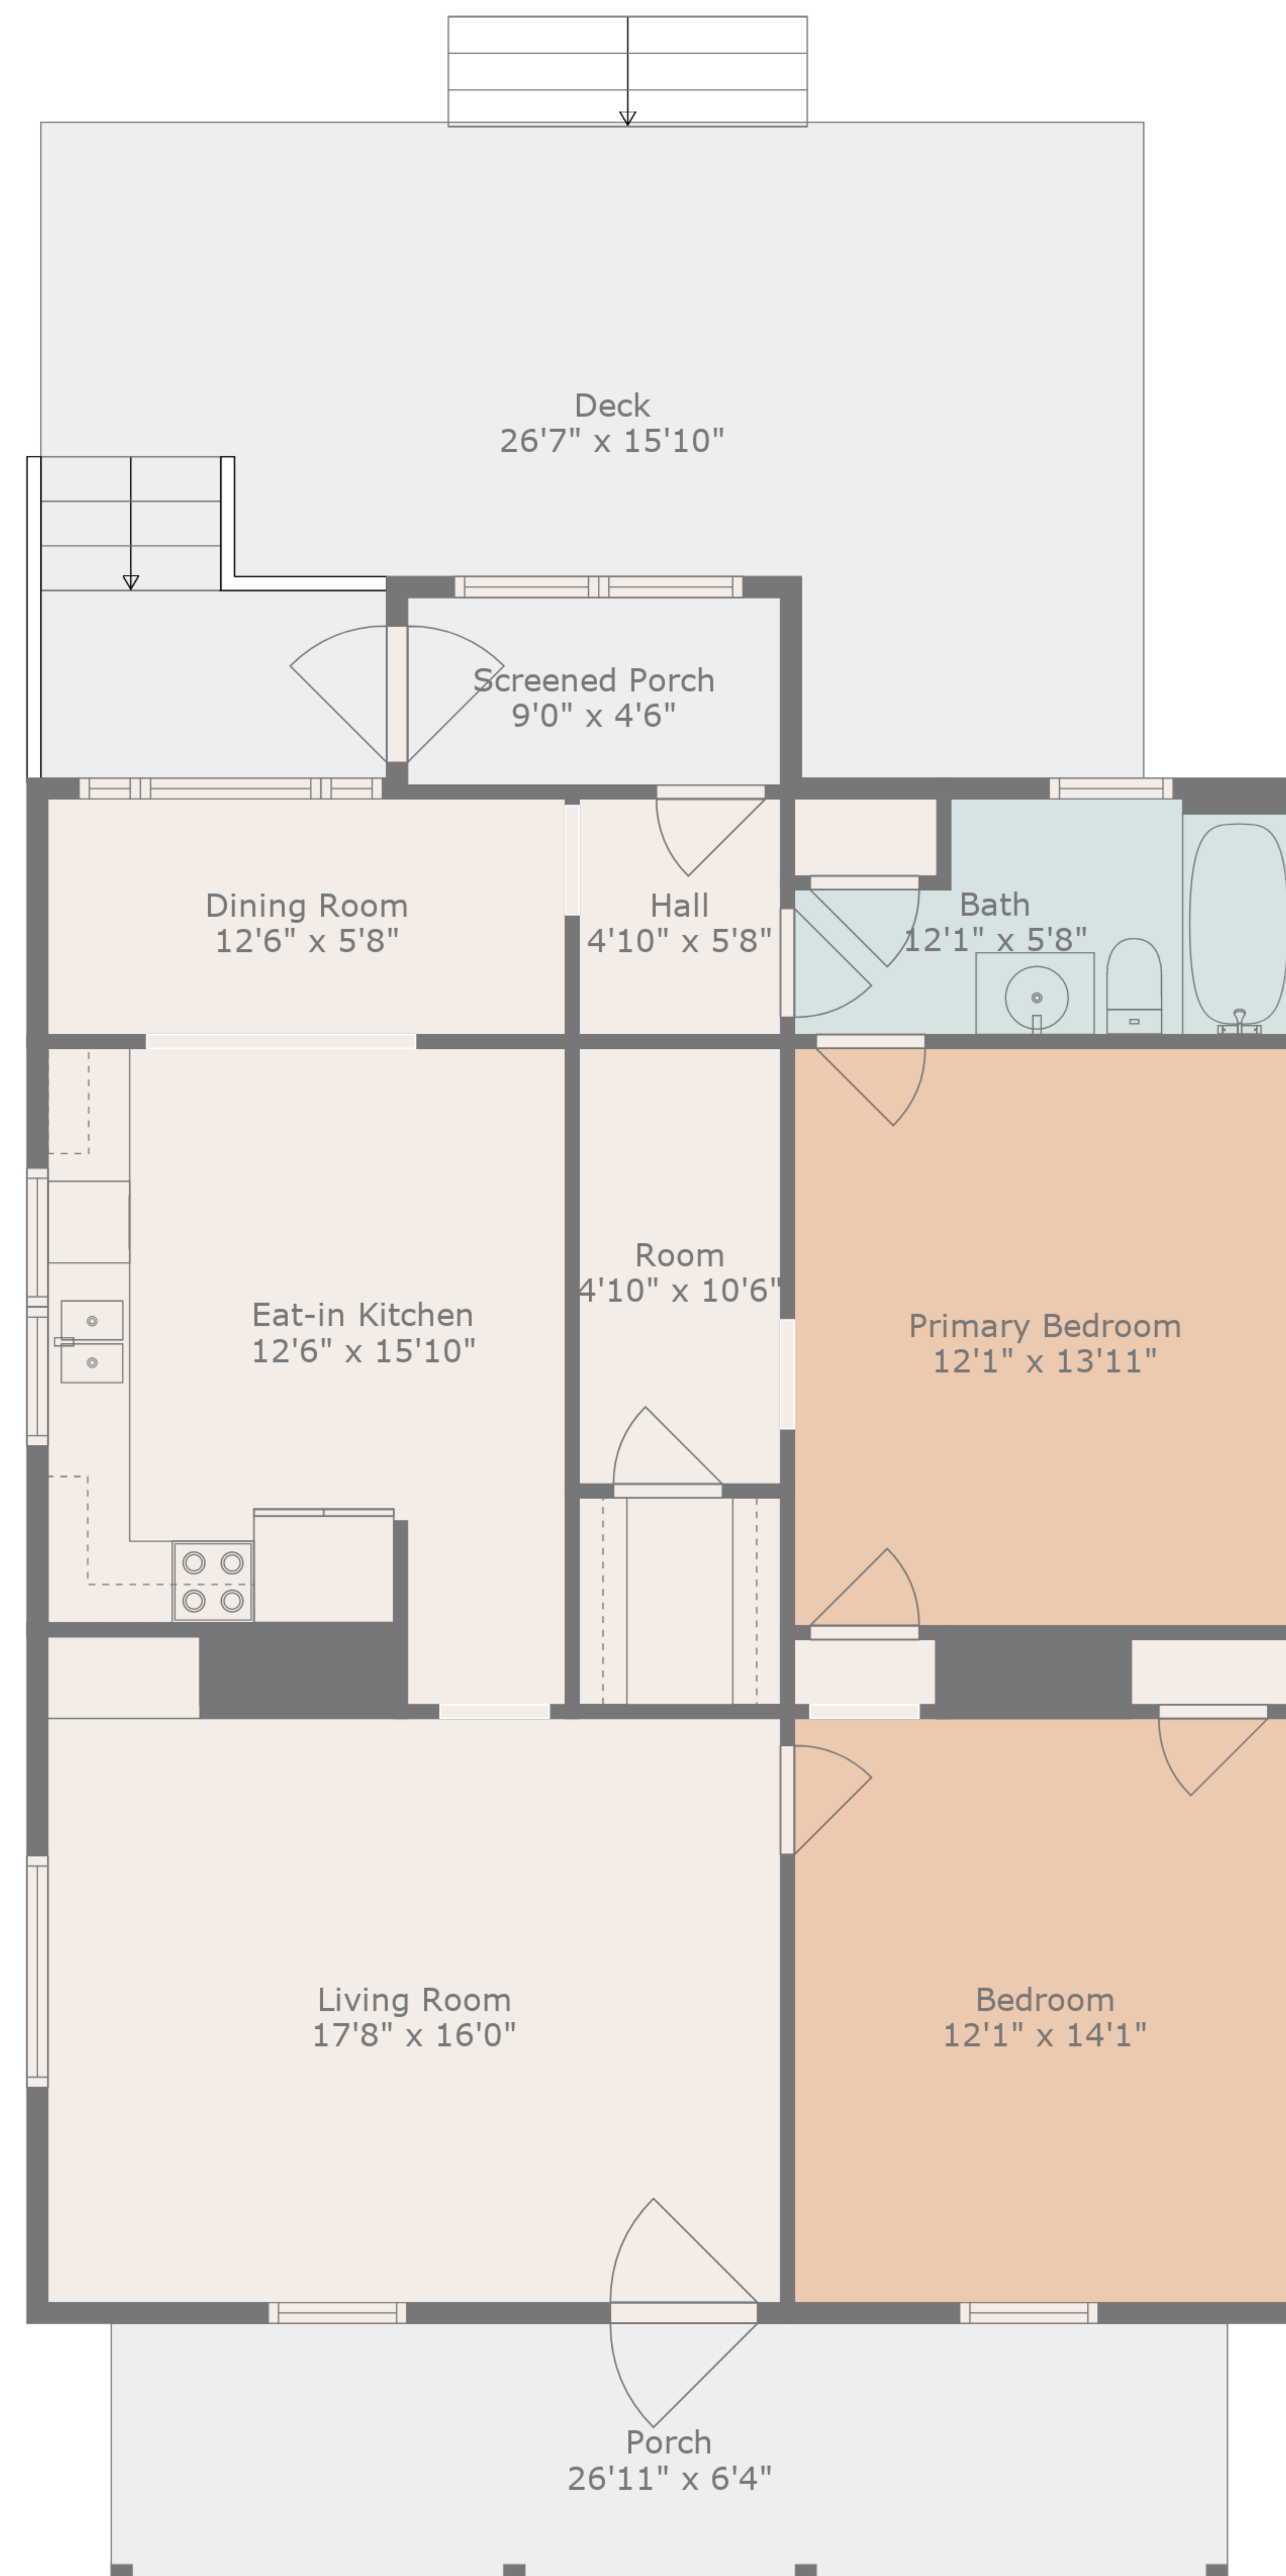 Deck
26'7" x 15'10"
Screened Porch
9'0" x 4'6"
Dining Room
12'6" x 5'8"
Hall
4'10" x 5'8"
Bath
12'1" x 5'8"
Room
4'10" x 10'6"
Eat-in Kitchen
12'6" x 15'10"
Primary Bedroom
12'1" x 13'11"
Living Room
17'8" x 16'0"
Bedroom
12'1" x 14'1"
Porch
26'11" x 6'4"